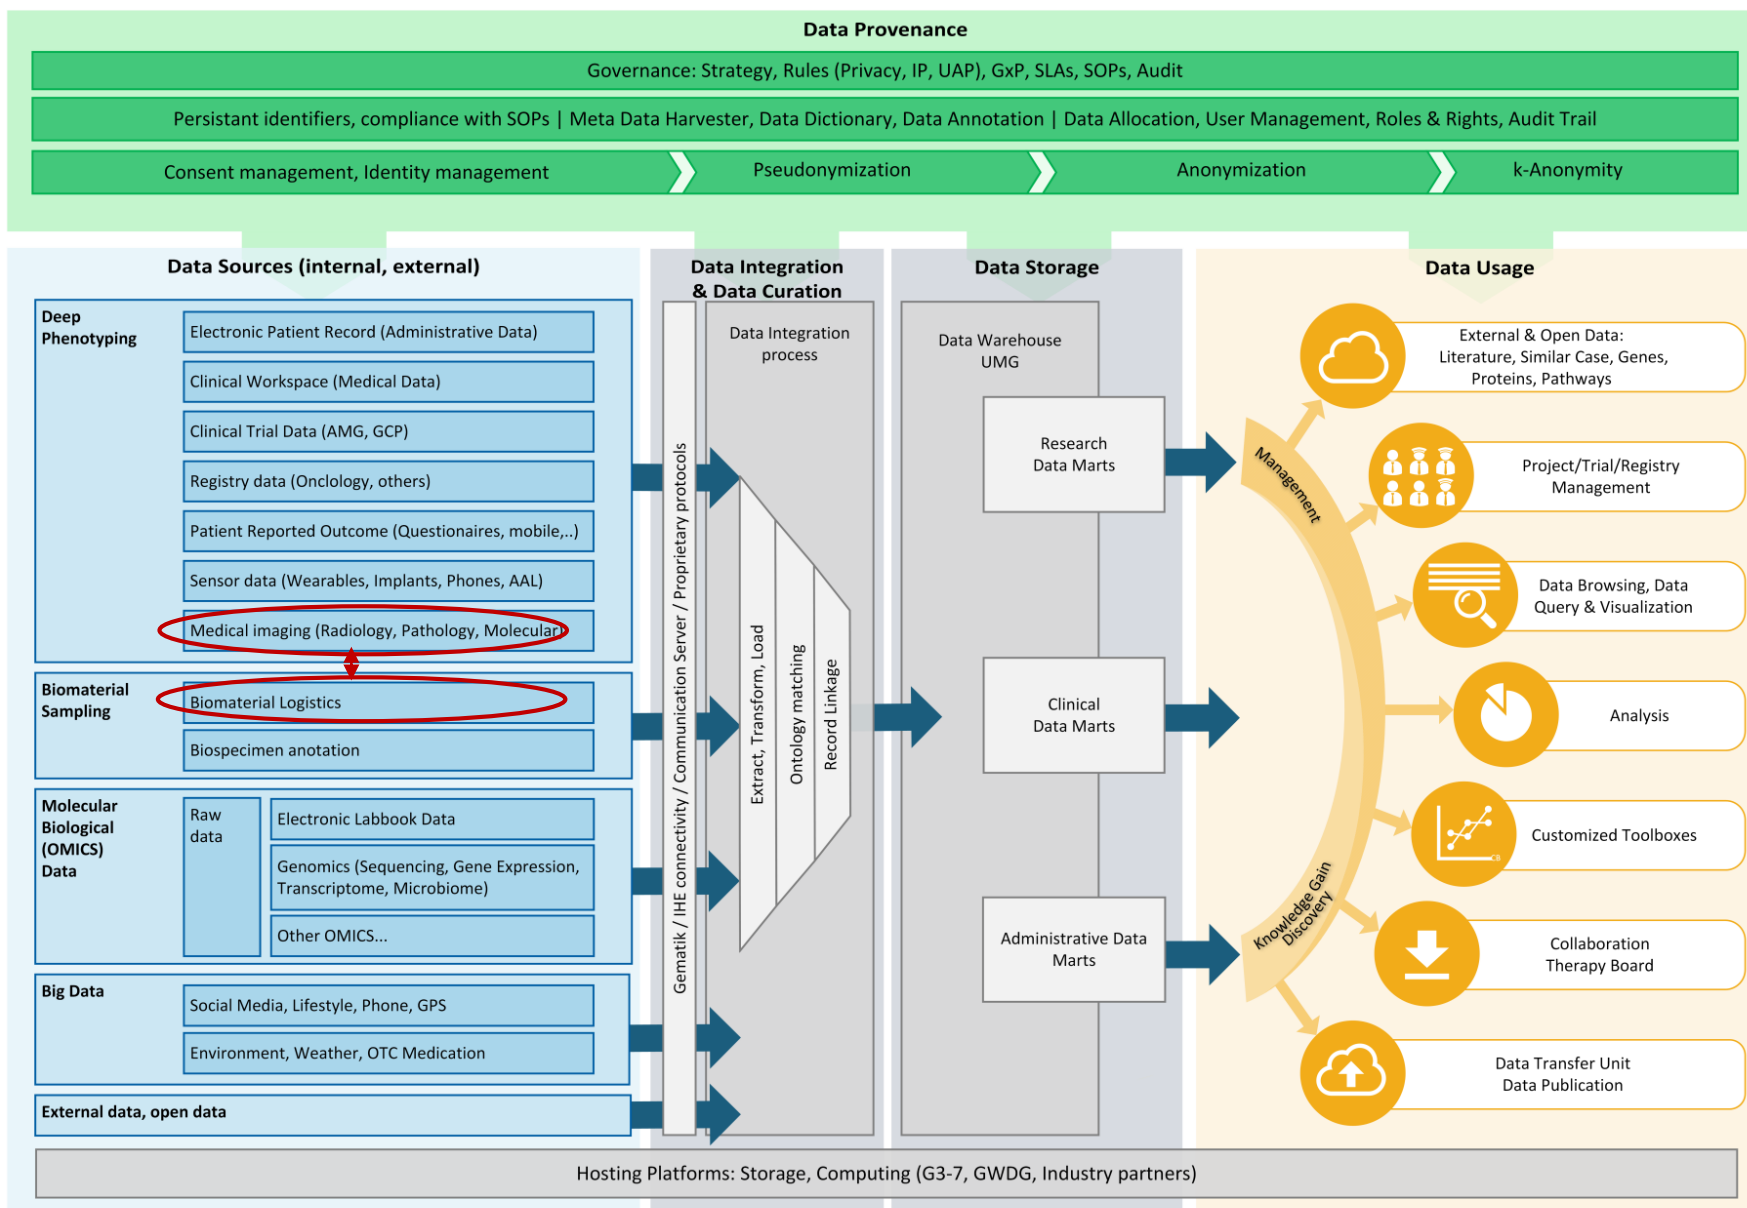 Data Provenance
Governance: Strategy, Rules (Privacy, IP, UAP), GxP, SLAs, SOPs, Audit
Persistant identifiers, compliance with SOPs | Meta Data Harvester, Data Dictionary, Data Annotation | Data Allocation, User Management, Roles & Rights, Audit Trail
Consent management, Identity management
Pseudonymization
Anonymization
k-Anonymity
Data Sources (internal, external)
Deep
Phenotyping
Electronic Patient Record (Administrative Data)
Clinical Workspace (Medical Data)
Clinical Trial Data (AMG, GCP)
Registry data (Onclology, others)
Patient Reported Outcome (Questionaires, mobile,..)
Sensor data (Wearables, Implants, Phones, AAL)
Medical imaging (Radiology, Pathology, Molecular)
Biomaterial
Sampling
Biomaterial Logistics
Biospecimen anotation
Molecular
Biological
(OMICS)
Data
Raw
data
Electronic Labbook Data
Genomics (Sequencing, Gene Expression,
Transcriptome, Microbiome)
Other OMICS...
Big Data
Social Media, Lifestyle, Phone, GPS
Environment, Weather, OTC Medication
External data, open data
Data Integration
& Data Curation
Gematik / IHE connectivity / Communication Server / Proprietary protocols
Data Integration
process
Extract, Transform, Load
Ontology matching
Record Linkage
Data Storage
Data Warehouse
UMG
Research
Data Marts
Clinical
Data Marts
Administrative Data
Marts
Data Usage
Management
Knowledge Gain
Discovery
External & Open Data:
Literature, Similar Case, Genes,
Proteins, Pathways
Project/Trial/Registry
Management
Data Browsing, Data
Query & Visualization
Analysis
Customized Toolboxes
Collaboration
Therapy Board
Data Transfer Unit
Data Publication
Hosting Platforms: Storage, Computing (G3-7, GWDG, Industry partners)